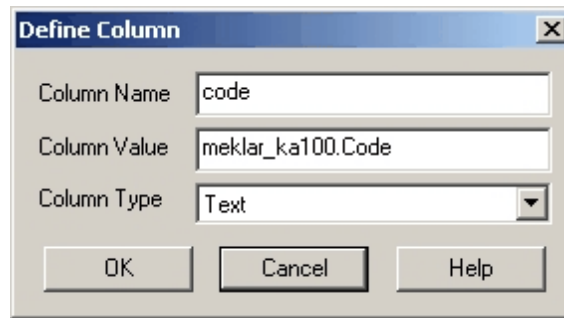 Define Column
Column Name code
Column Value meklar_ka100.Code
Column Type Text
OK Cancel Help